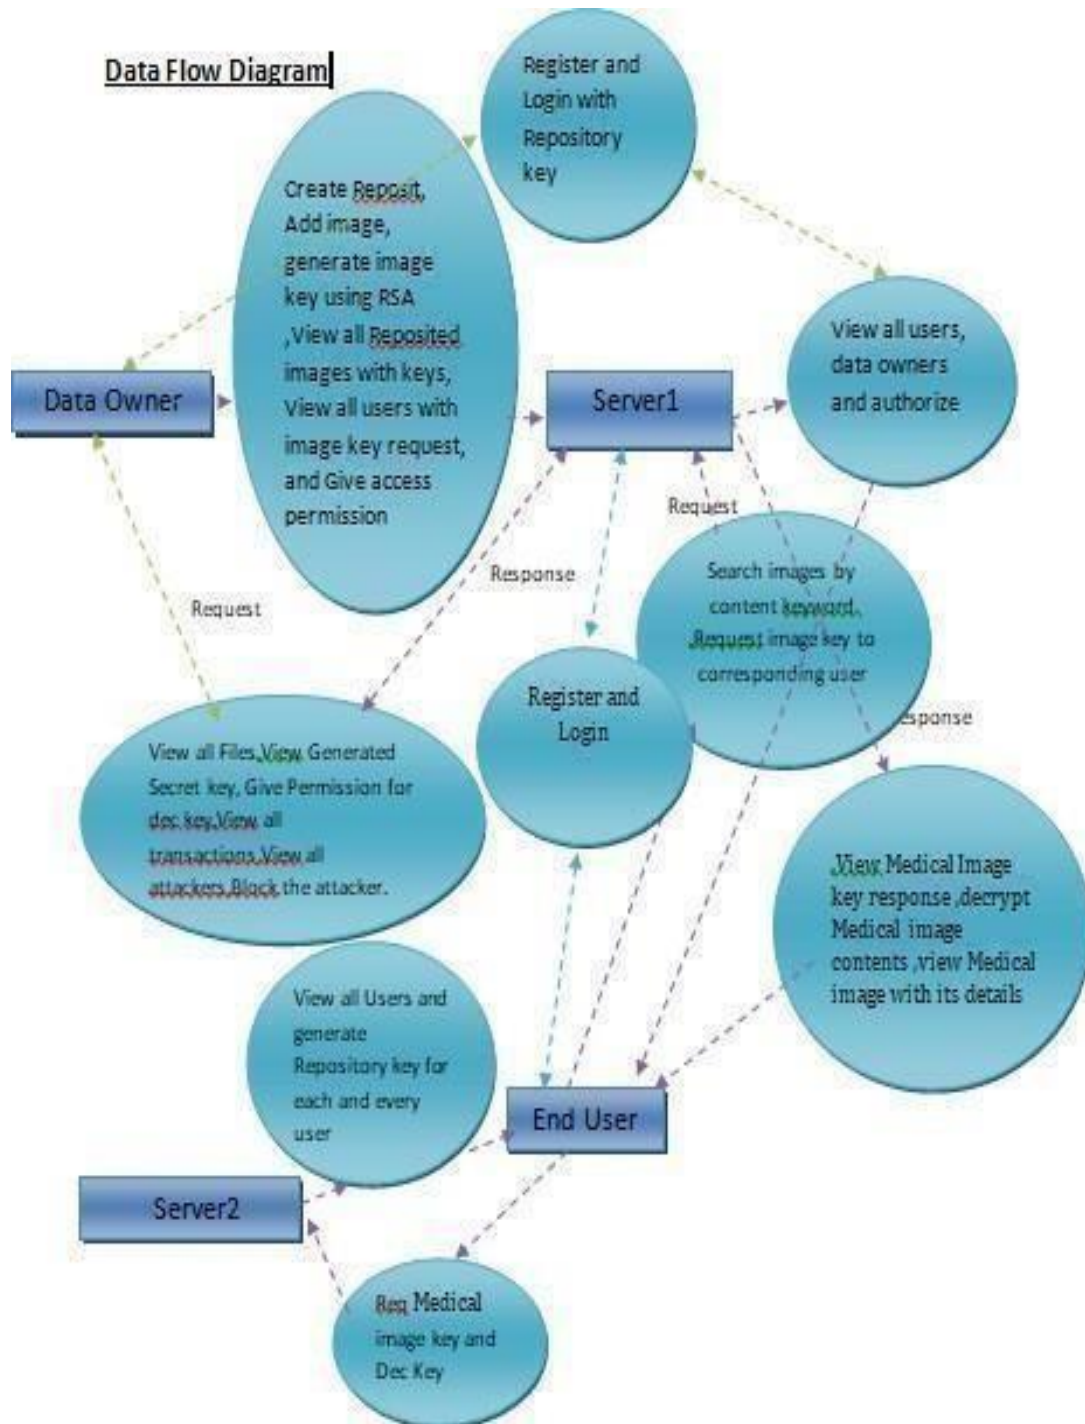 Data Flow Diagram
Register and
Login with
Repository
key
Create Reposit,
Add image,
generate image
key using RSA
,View all Reposited
images with keys,
View all users with
image key request,
and Give access
permission
View all users,
data owners
and authorize
Data Owner
Server1
Request
Response
Request
Search images by
content keyword,
,Request image key to
corresponding user
Register and
Login
esponse
View all Files,View Generated
Secret key, Give Permission for
dec key,View all
transactions,View all
attackers,Block the attacker.
,View Medical Image
key response ,decrypt
Medical image
contents ,view Medical
image with its details
View all Users and
generate
Repository key for
each and every
user
End User
Server2
Req Medical
image key and
Dec Key